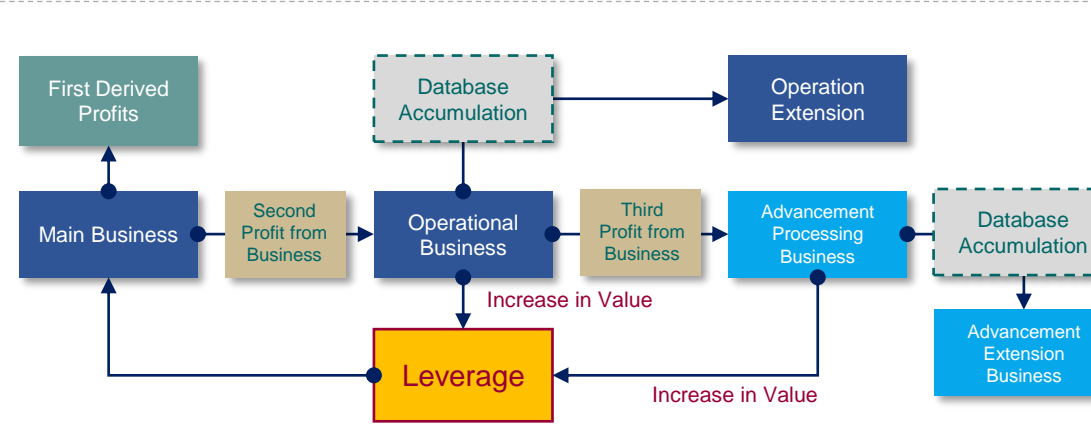 First Derived
Profits
Database
Accumulation
Operation
Extension
Main Business
Second
Profit from
Business
Operational
Business
Third
Profit from
Business
Advancement
Processing
Business
Database
Accumulation
Increase in Value
Leverage
Increase in Value
Advancement
Extension
Business